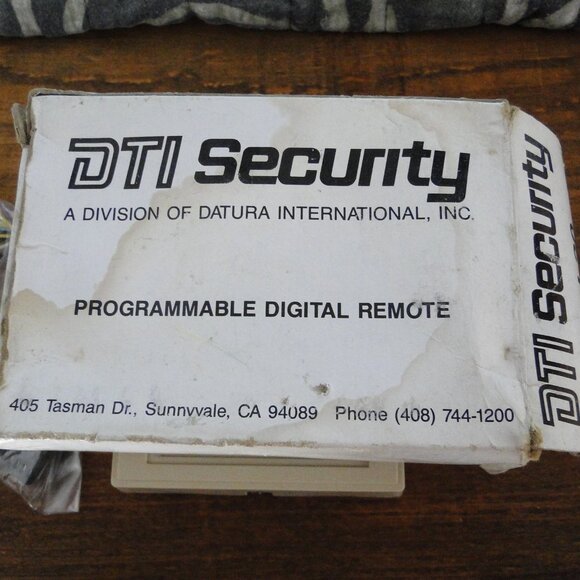 DTI Security
A DIVISION OF DATURA INTERNATIONAL, INC.
PROGRAMMABLE DIGITAL REMOTE
405 Tasman Dr., Sunnyvale, CA 94089 Phone (408) 744-1200
DTI Security